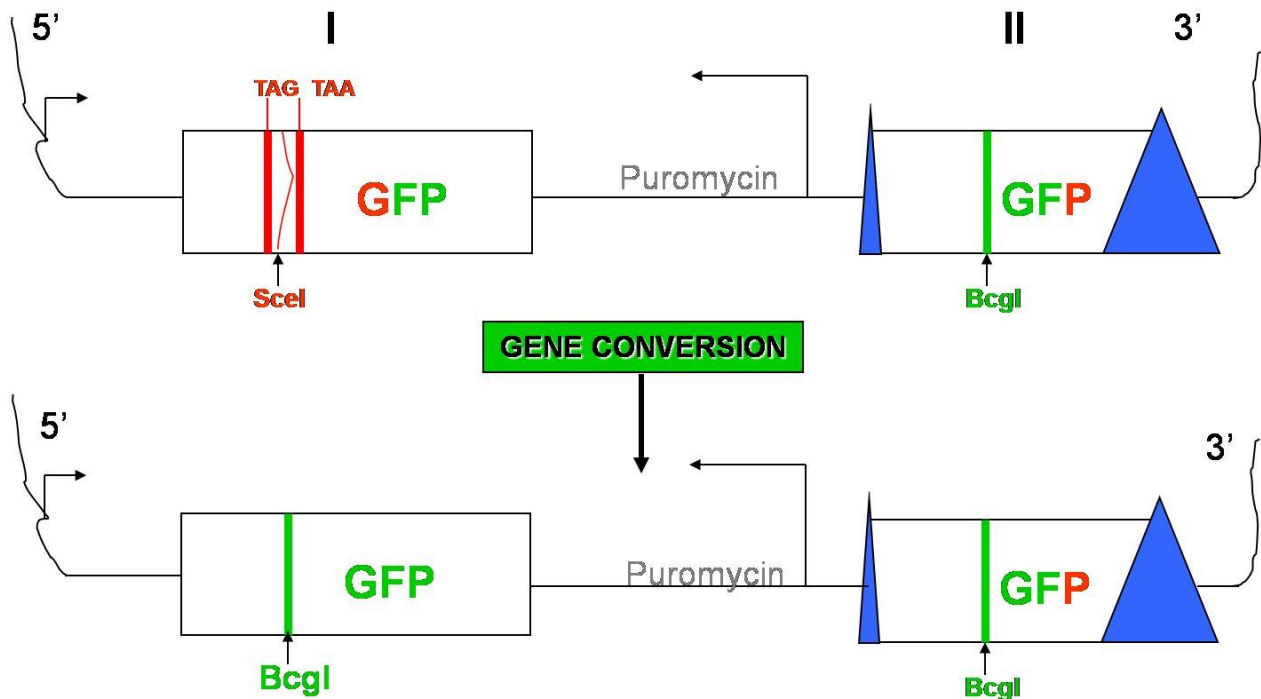 5’ I II 3’
TAG TAA
Puromycin
GFP GFP
SceI BcgI
GENE CONVERSION
5’ 3’
Puromycin
GFP GFP
BcgI BcgI